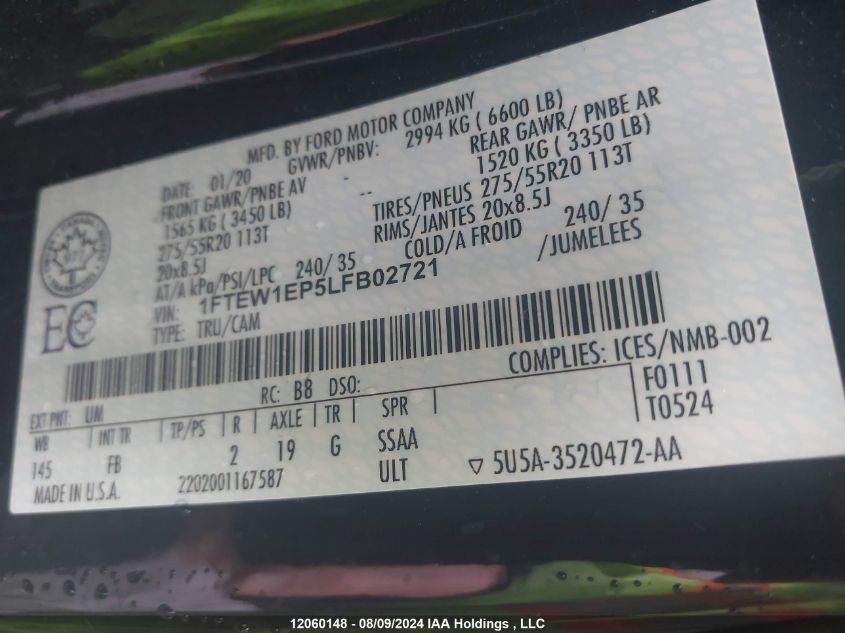 MFD. BY FORD MOTOR COMPANY
DATE: 01/20 GVWR/PNBV: 2994 KG ( 6600 LB)
FRONT GAWR/PNBE AV - REAR GAWR/ PNBE AR
1565 KG ( 3450 LB) -- 1520 KG ( 3350 LB)
275/55R20 113T TIRES/PNEUS 275/55R20 113T
20x8.5J RIMS/JANTES 20x8.5J
AT/A kPa/PSI/LPC 240/ 35 COLD/A FROID 240/ 35
VIN: 1FTEW1EP5LFB02721 /JUMELEES
TYPE: TRU/CAM
EC
COMPLIES: ICES/NMB-002
EXT PNT: UM RC: B8 DSO: F0111
WB INT TR TP/PS R AXLE TR SPR T0524
145 FB 2 19 G SSAA
MADE IN U.S.A. 2202001167587 ULT ▽ 5U5A-3520472-AA
12060148 - 08/09/2024 IAA Holdings , LLC